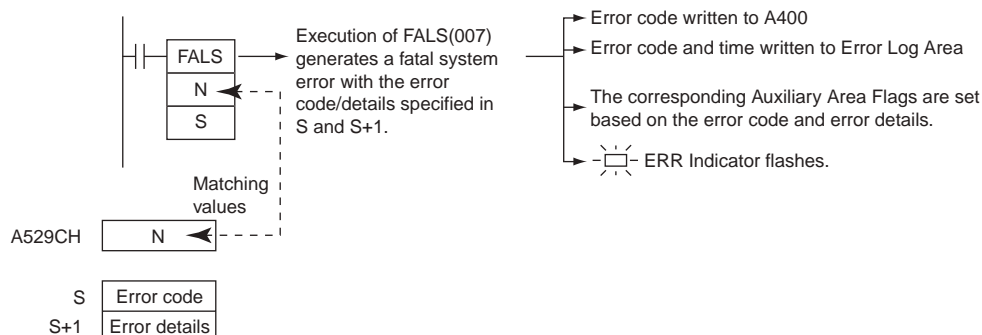 FALS
N
S
Execution of FALS(007)
generates a fatal system
error with the error
code/details specified in
S and S+1.
Error code written to A400
Error code and time written to Error Log Area
The corresponding Auxiliary Area Flags are set
based on the error code and error details.
ERR Indicator flashes.
Matching
values
A529CH N
S Error code
S+1 Error details